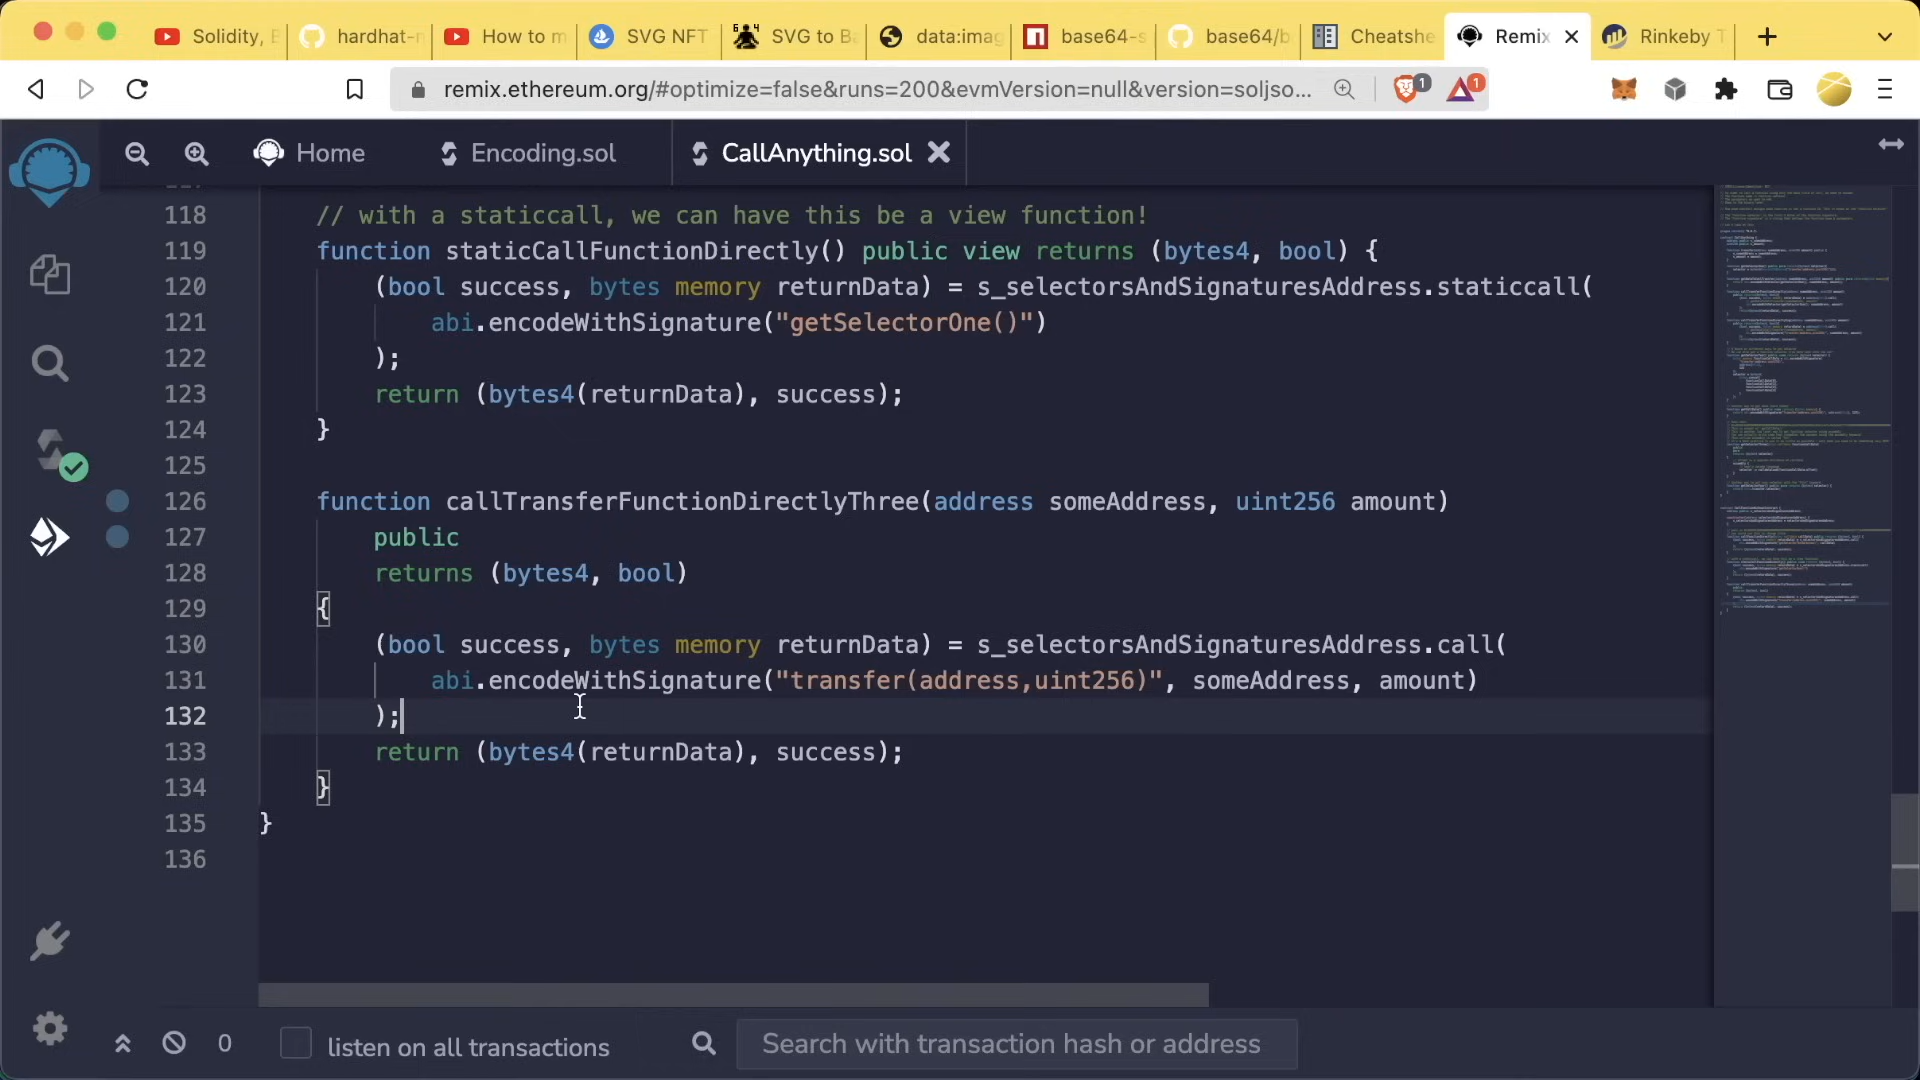 Solidity, B
hardhat-n
How to m
SVG NFT
SVG to Ba
data:imag
base64-s
base64/b
Cheatshe
Remix
Rinkeby T
remix.ethereum.org/#optimize=false&runs=200&evmVersion=null&version=soljso...
1
1
Home
Encoding.sol
CallAnything.sol
118 // with a staticcall, we can have this be a view function!
119 function staticCallFunctionDirectly() public view returns (bytes4, bool) {
120 (bool success, bytes memory returnData) = s_selectorsAndSignaturesAddress.staticcall(
121 abi.encodeWithSignature("getSelectorOne()")
122 );
123 return (bytes4(returnData), success);
124 }
125
126 function callTransferFunctionDirectlyThree(address someAddress, uint256 amount)
127 public
128 returns (bytes4, bool)
129 {
130 (bool success, bytes memory returnData) = s_selectorsAndSignaturesAddress.call(
131 abi.encodeWithSignature("transfer(address,uint256)", someAddress, amount)
132 );
133 return (bytes4(returnData), success);
134 }
135 }
136
0
listen on all transactions
Search with transaction hash or address